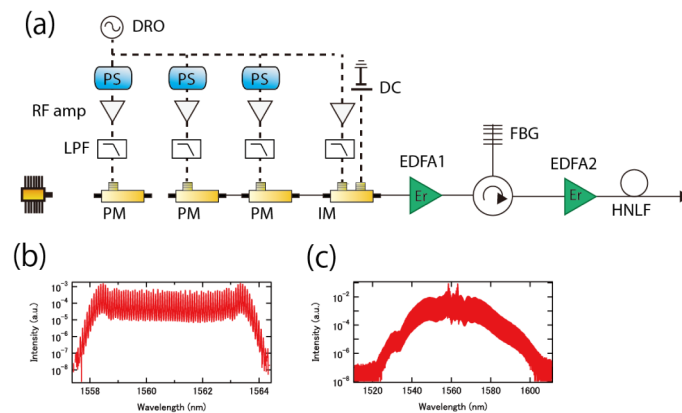 (a)
DRO
PS PS PS
DC
RF amp
LPF
FBG
EDFA1
EDFA2
Er
Er
HNLF
PM PM PM IM
(b)
(c)
Intensity (a.u.)
10⁻³
10⁻⁴
10⁻⁵
10⁻⁶
10⁻⁷
10⁻⁸
1558 1560 1562 1564
Wavelength (nm)
Intensity (a.u.)
10⁻²
10⁻⁴
10⁻⁶
10⁻⁸
1520 1540 1560 1580 1600
Wavelength (nm)